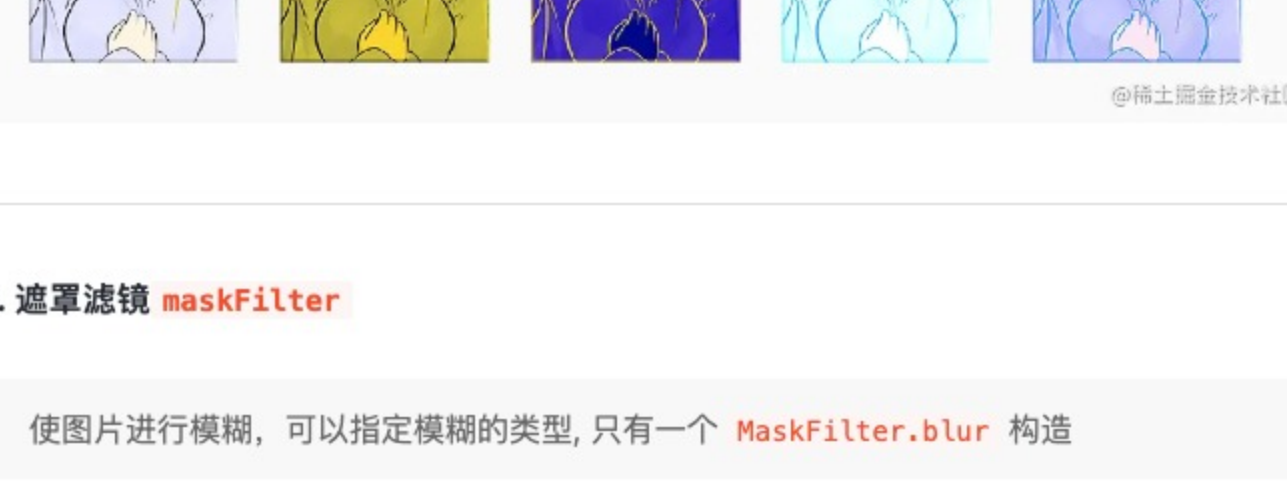 @稀土掘金技术社
. 遮罩滤镜 maskFilter
使图片进行模糊，可以指定模糊的类型, 只有一个 MaskFilter.blur 构造